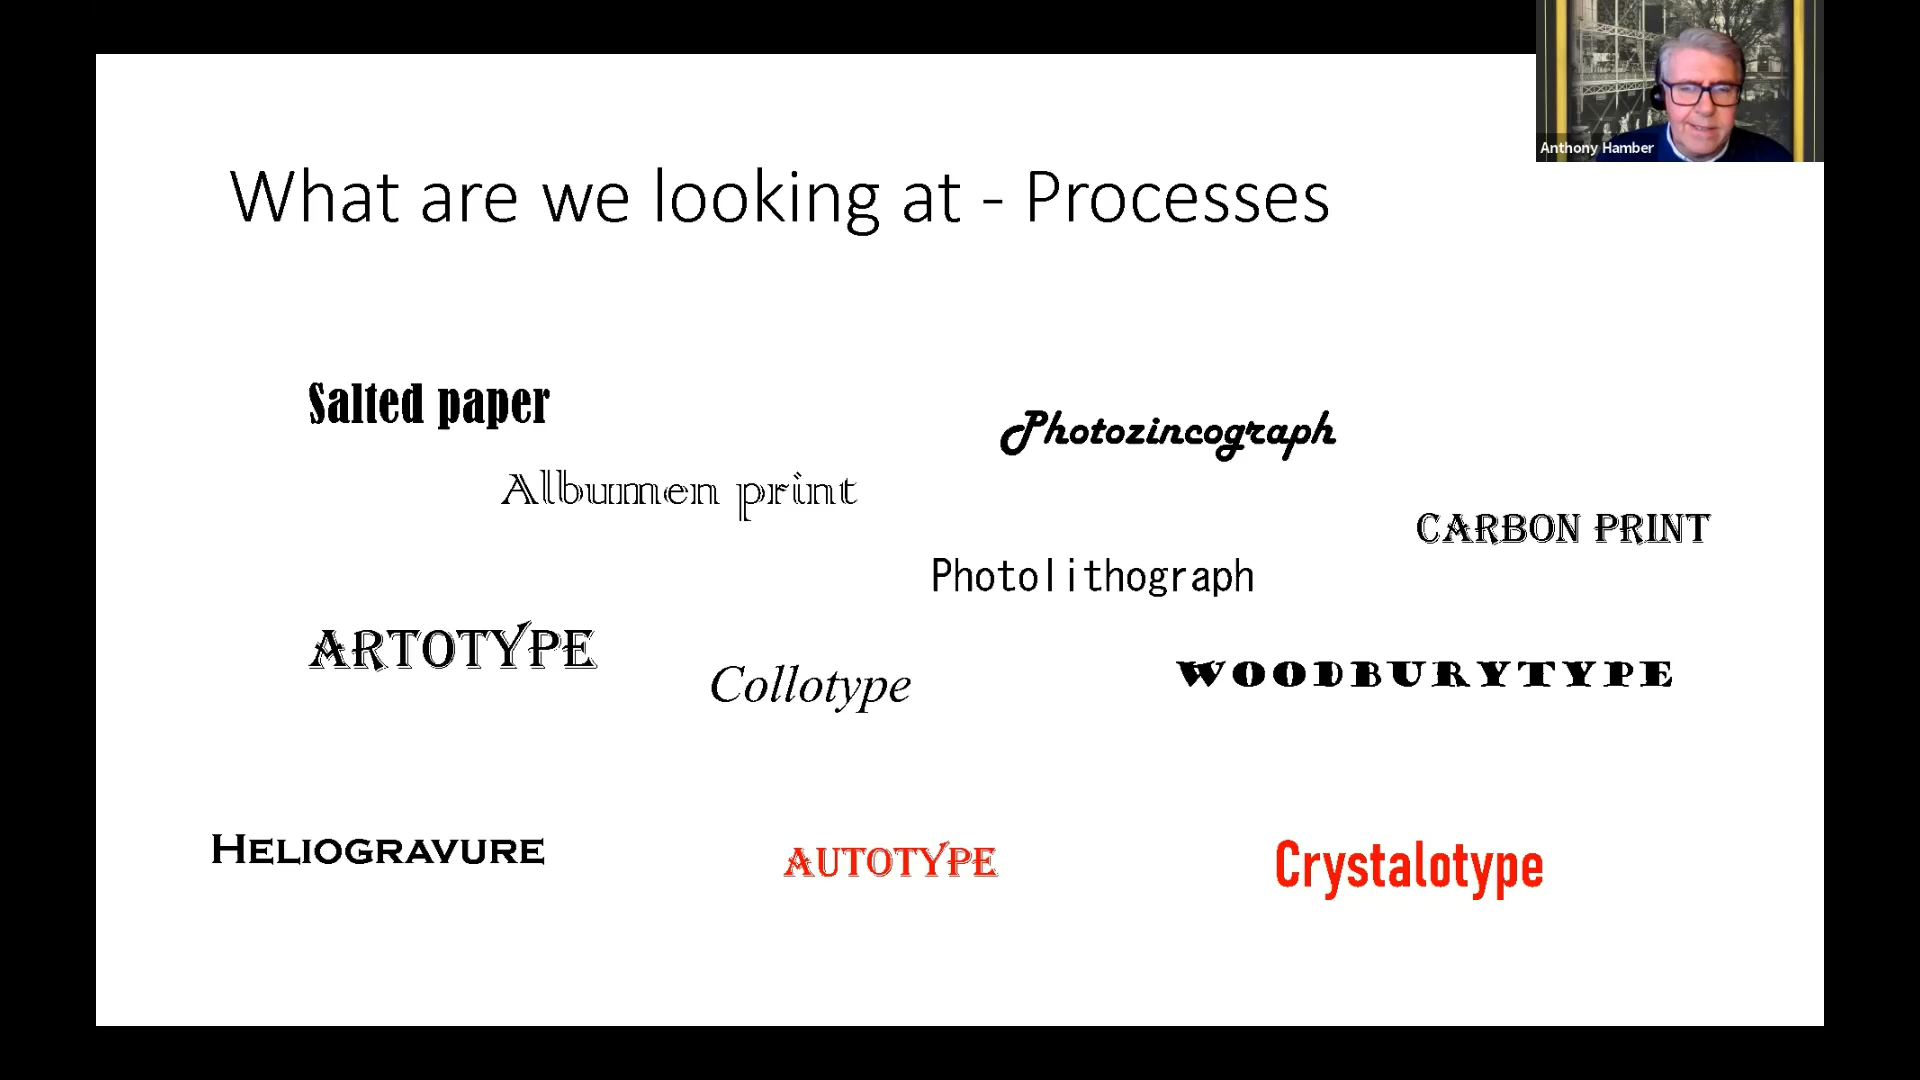 Anthony Hamber
What are we looking at - Processes
Salted paper
Photozincograph
Albumen print
CARBON PRINT
Photolithograph
ARTOTYPE
Collotype
WOODBURYTYPE
HELIOGRAVURE
AUTOTYPE
Crystalotype